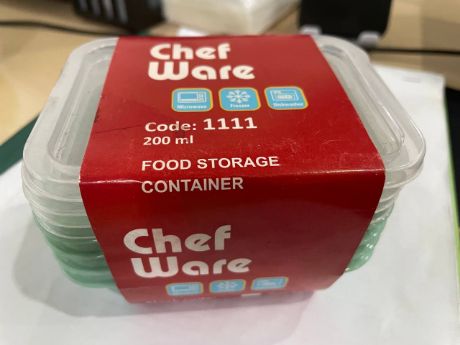 Chef
Ware
Microwave Freezer Dishwasher
Code: 1111
200 ml
FOOD STORAGE
CONTAINER
Chef
Ware